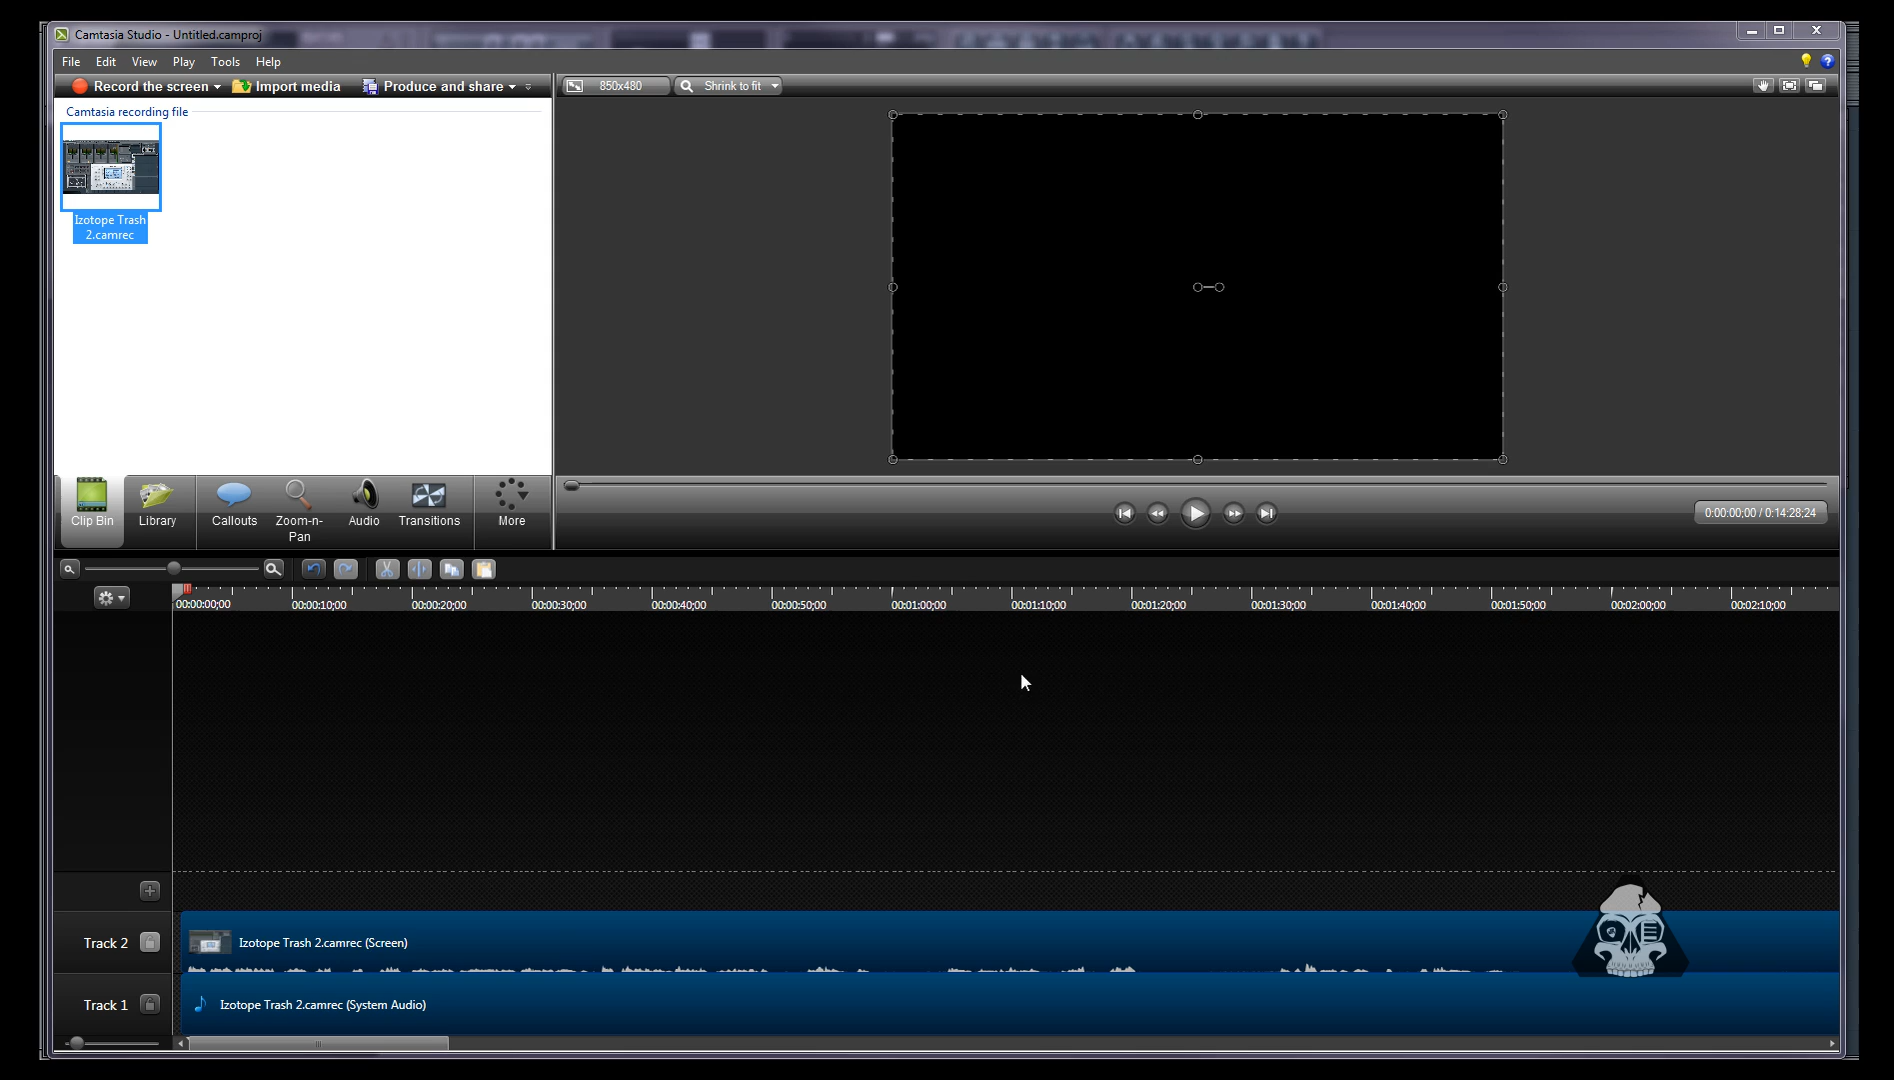 Camtasia Studio - Untitled.camproj
File Edit View Play Tools Help
Record the screen Import media Produce and share 850x480 Shrink to fit
Camtasia recording file
Izotope Trash
2.camrec
Clip Bin Library Callouts Zoom-n-
Pan Audio Transitions More
0:00:00;00 / 0:14:28;24
00:00:00;00 00:00:10;00 00:00:20;00 00:00:30;00 00:00:40;00 00:00:50;00 00:01:00;00 00:01:10;00 00:01:20;00 00:01:30;00 00:01:40;00 00:01:50;00 00:02:00;00 00:02:10;00
Track 2 Izotope Trash 2.camrec (Screen)
Track 1 Izotope Trash 2.camrec (System Audio)